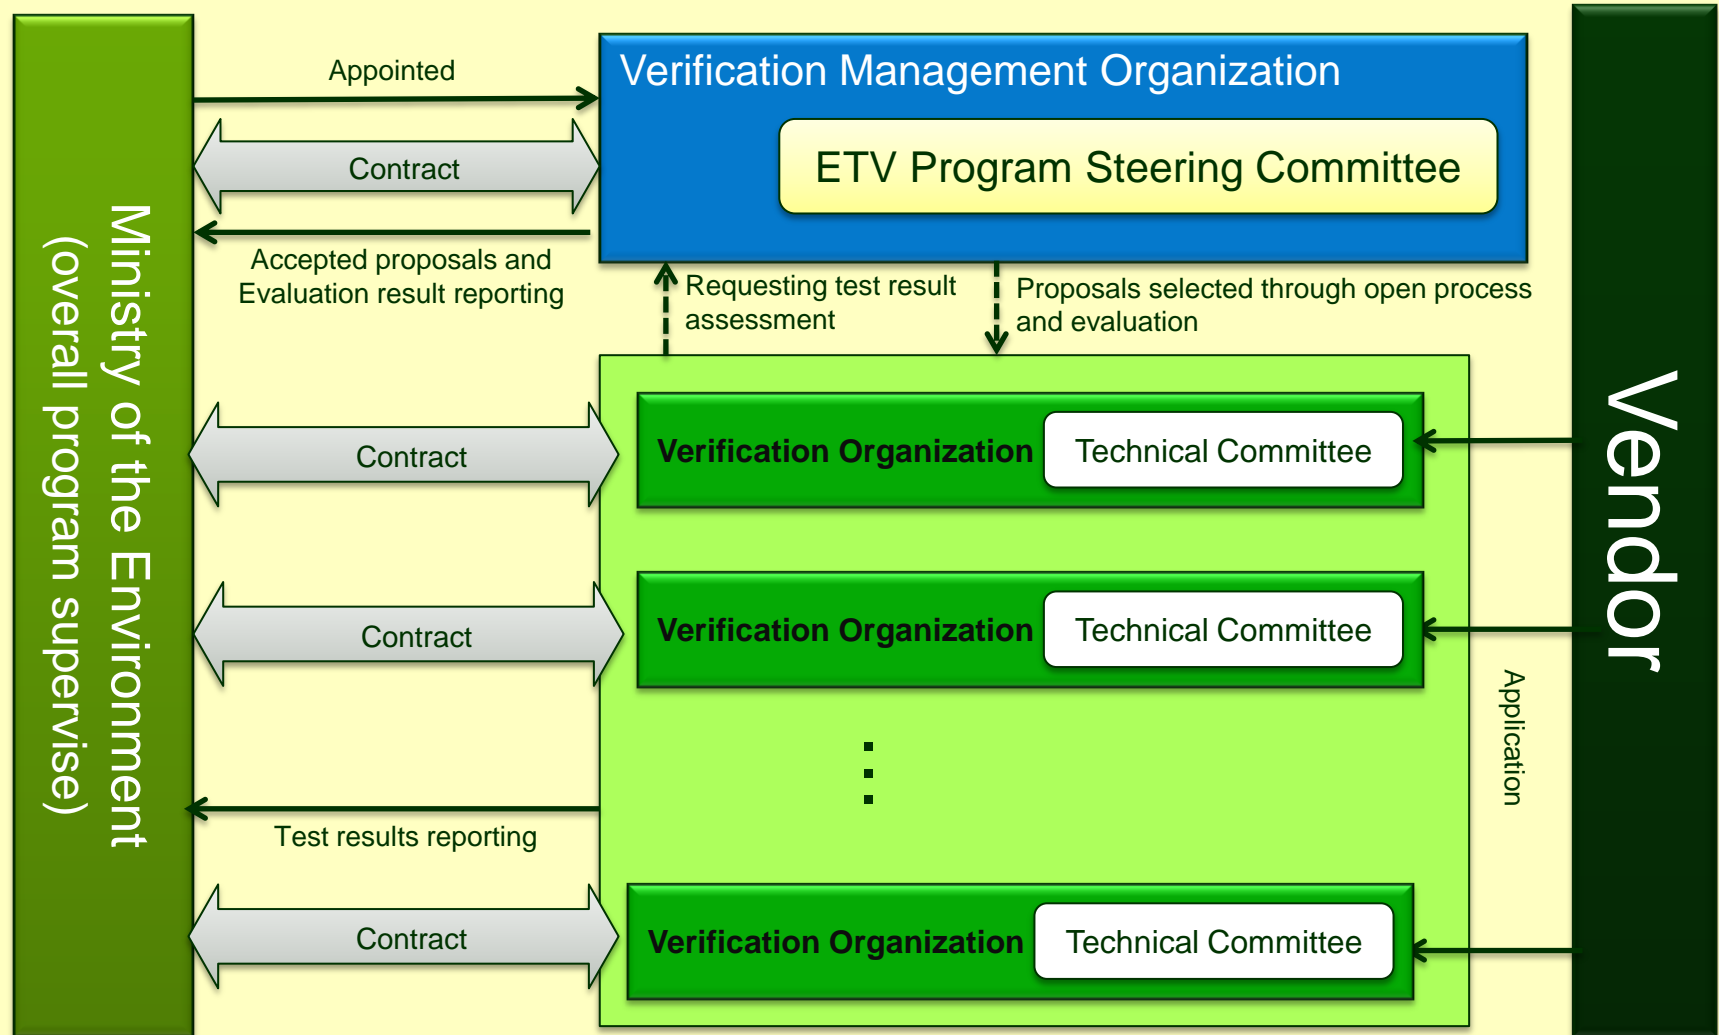 Ministry of the Environment
(overall program supervise)
Appointed
Contract
Accepted proposals and
Evaluation result reporting
Verification Management Organization
ETV Program Steering Committee
Requesting test result
assessment
Proposals selected through open process
and evaluation
Contract
Verification Organization
Technical Committee
Contract
Verification Organization
Technical Committee
Test results reporting
Contract
Verification Organization
Technical Committee
Application
Vendor